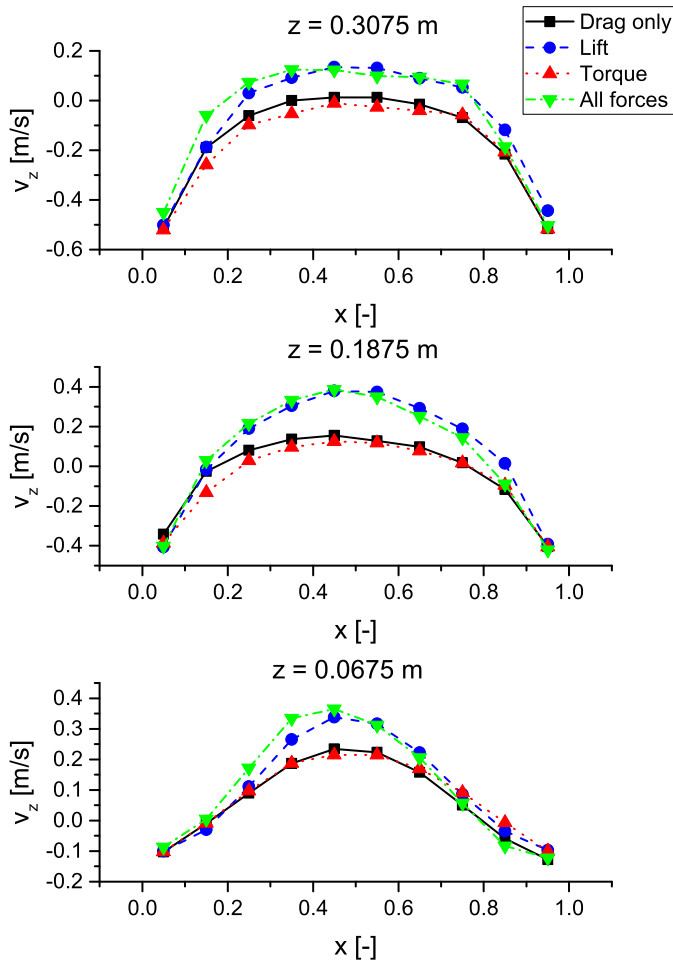 z = 0.3075 m
Drag only
Lift
Torque
All forces
0.2
0.0
-0.2
-0.4
-0.6
v_z [m/s]
0.0 0.2 0.4 0.6 0.8 1.0
x [-]
z = 0.1875 m
0.4
0.2
0.0
-0.2
-0.4
v_z [m/s]
0.0 0.2 0.4 0.6 0.8 1.0
x [-]
z = 0.0675 m
0.4
0.3
0.2
0.1
0.0
-0.1
-0.2
v_z [m/s]
0.0 0.2 0.4 0.6 0.8 1.0
x [-]